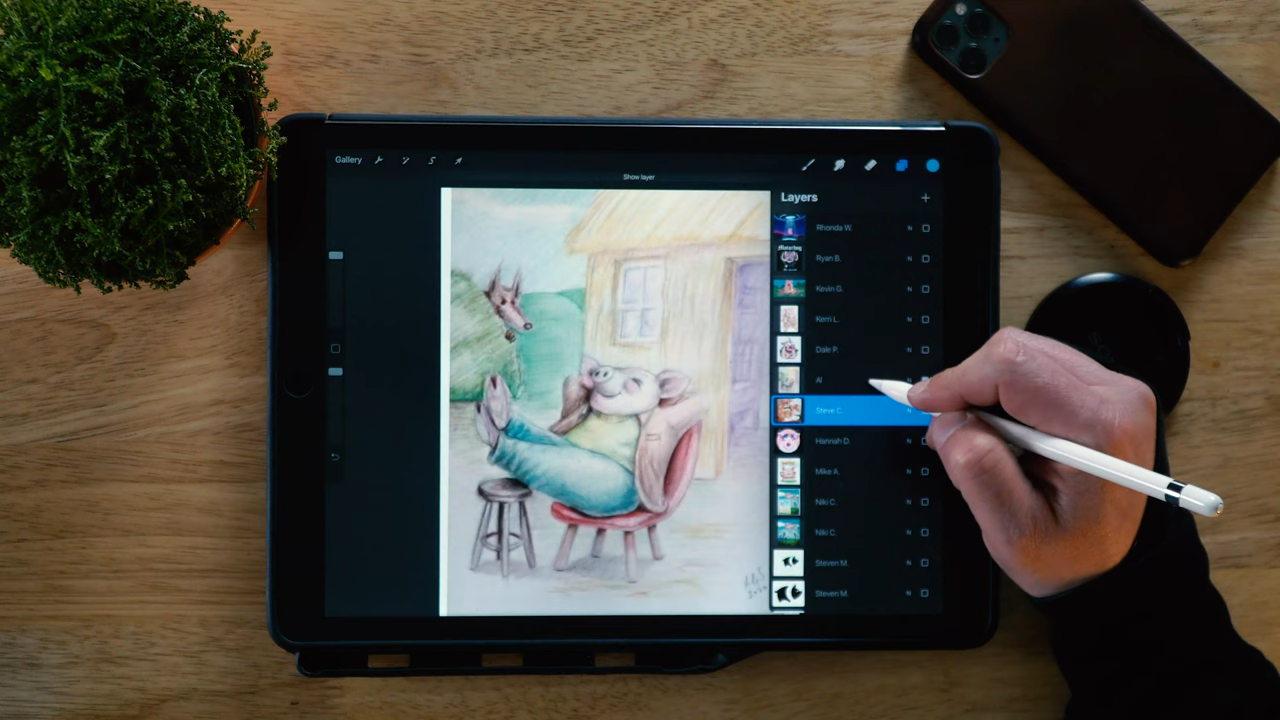 Gallery
Show layer
Layers
Rhonda W. N
Ryan B. N
Kevin G. N
Kerri L. N
Dale P. N
Al
Steve C.
Hannah D.
Mike A. N
Niki C. N
Niki C. N
Steven M. N
Steven M. N